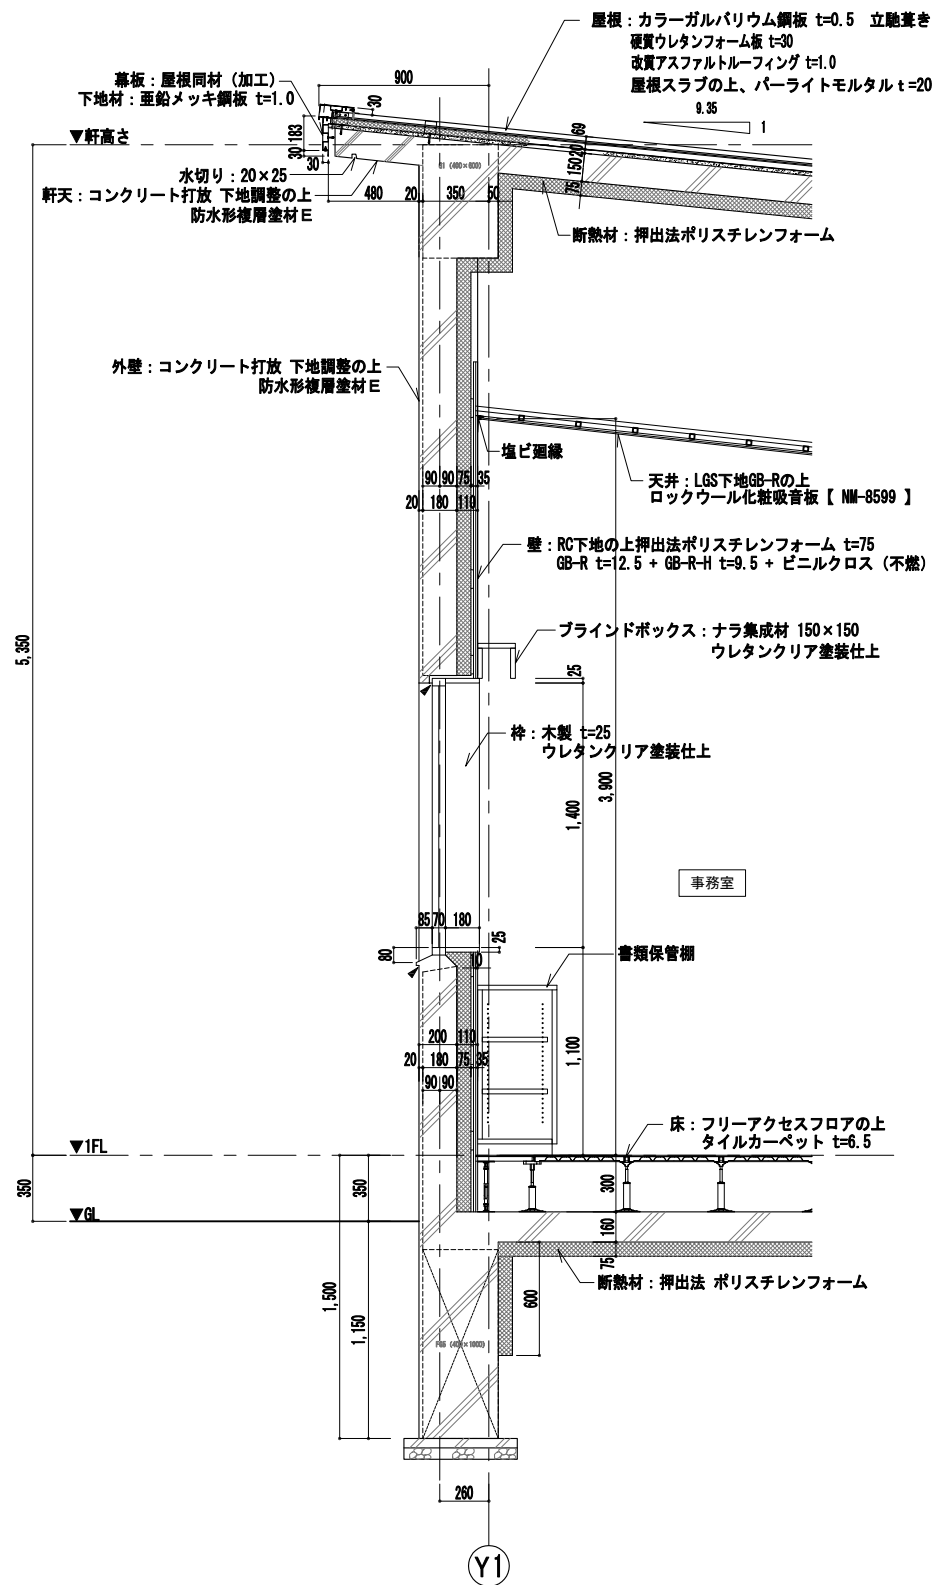 屋根：カラーガルバリウム鋼板 t=0.5　立馳葺き
硬質ウレタンフォーム板 t=30
改質アスファルトルーフィング t=1.0
屋根スラブの上、パーライトモルタル t=20
9.35
1
900
幕板：屋根同材（加工）
下地材：亜鉛メッキ鋼板 t=1.0
30
183
30
30
69
20
150
75
▼軒高さ
G1 (400×600)
水切り：20×25
軒天：コンクリート打放 下地調整の上
防水形複層塗材E
480
20
350
50
断熱材：押出法ポリスチレンフォーム
外壁：コンクリート打放 下地調整の上
防水形複層塗材E
塩ビ廻縁
天井：LGS下地GB-Rの上
ロックウール化粧吸音板【 NM-8599 】
90 90 75 35
20 180 110
壁：RC下地の上押出法ポリスチレンフォーム t=75
GB-R t=12.5 + GB-R-H t=9.5 + ビニルクロス（不燃）
5,350
ブラインドボックス：ナラ集成材 150×150
ウレタンクリア塗装仕上
25
枠：木製 t=25
ウレタンクリア塗装仕上
3,900
1,400
事務室
85 70 180
25
80
10
書類保管棚
200 110
20 180 75 35
90 90
1,100
床：フリーアクセスフロアの上
タイルカーペット t=6.5
▼1FL
350
350
300
▼GL
160
75
断熱材：押出法 ポリスチレンフォーム
600
1,500
1,150
260
Y1